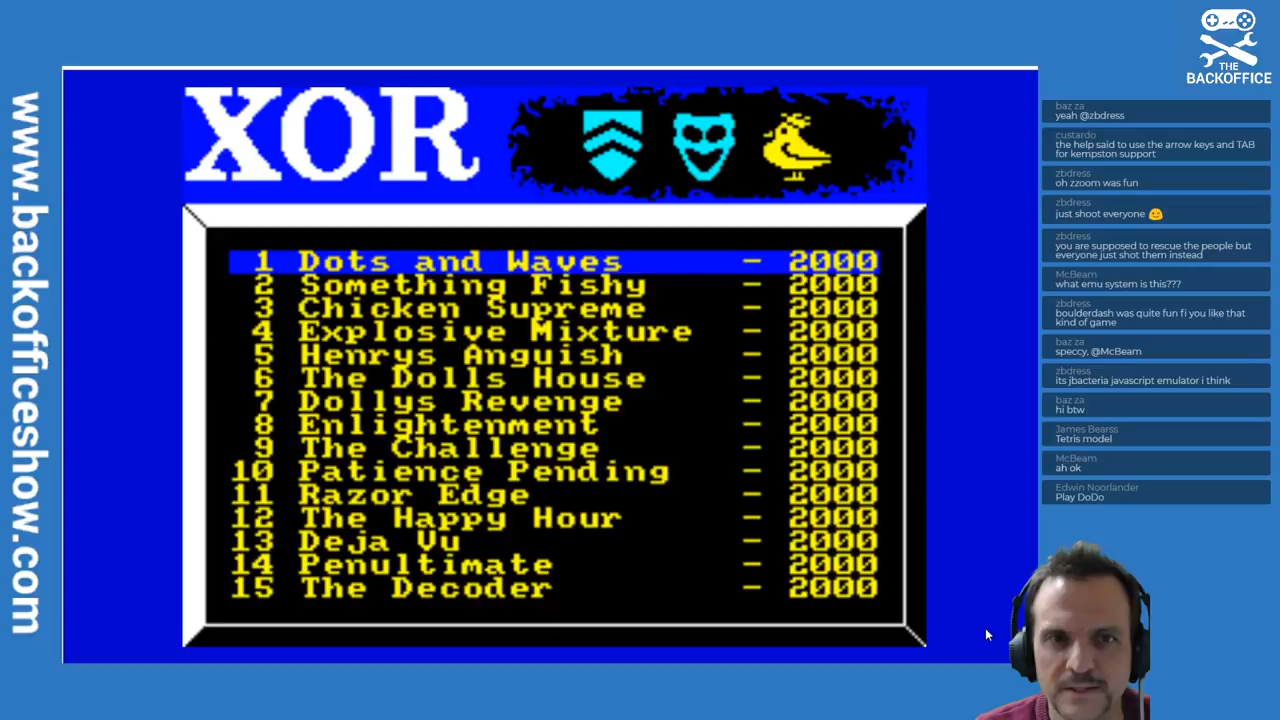 www.backofficeshow.com
XOR
1 Dots and Waves - 2000
2 Something Fishy - 2000
3 Chicken Supreme - 2000
4 Explosive Mixture - 2000
5 Henrys Anguish - 2000
6 The Dolls House - 2000
7 Dollys Revenge - 2000
8 Enlightenment - 2000
9 The Challenge - 2000
10 Patience Pending - 2000
11 Razor Edge - 2000
12 The Happy Hour - 2000
13 Deja Vu - 2000
14 Penultimate - 2000
15 The Decoder - 2000
THE
BACKOFFICE
baz za
yeah @zbdress
custardo
the help said to use the arrow keys and TAB
for kempston support
zbdress
oh zzoom was fun
zbdress
just shoot everyone
zbdress
you are supposed to rescue the people but
everyone just shot them instead
McBeam
what emu system is this???
zbdress
boulderdash was quite fun fi you like that
kind of game
baz za
speccy, @McBeam
zbdress
its jbacteria javascript emulator i think
baz za
hi btw
James Bearss
Tetris model
McBeam
ah ok
Edwin Noorlander
Play DoDo